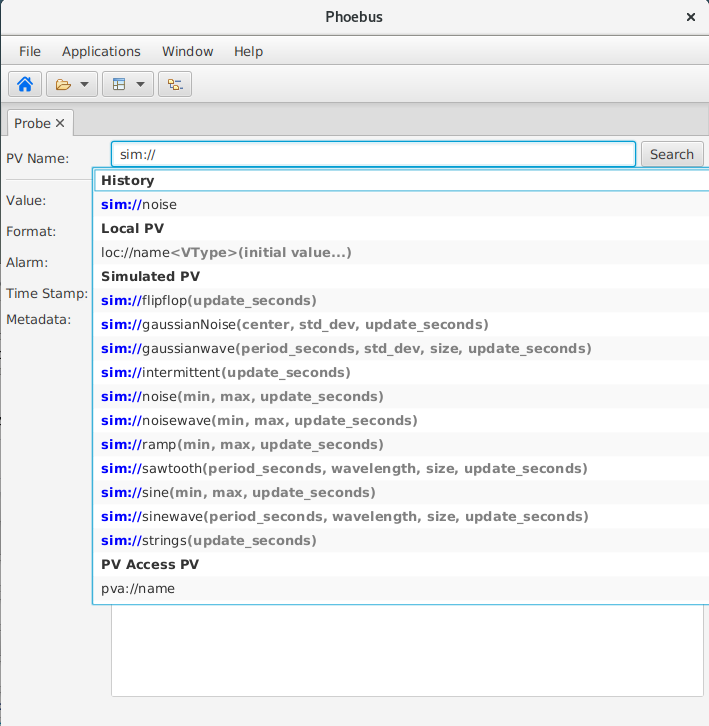 Phoebus
File Applications Window Help
Probe
PV Name: sim:// Search
History
Value: sim://noise
Local PV
Format:
loc://name<VType>(initial value...)
Alarm:
Simulated PV
Time Stamp: sim://flipflop(update_seconds)
Metadata: sim://gaussianNoise(center, std_dev, update_seconds)
sim://gaussianwave(period_seconds, std_dev, size, update_seconds)
sim://intermittent(update_seconds)
sim://noise(min, max, update_seconds)
sim://noisewave(min, max, update_seconds)
sim://ramp(min, max, update_seconds)
sim://sawtooth(period_seconds, wavelength, size, update_seconds)
sim://sine(min, max, update_seconds)
sim://sinewave(period_seconds, wavelength, size, update_seconds)
sim://strings(update_seconds)
PV Access PV
pva://name